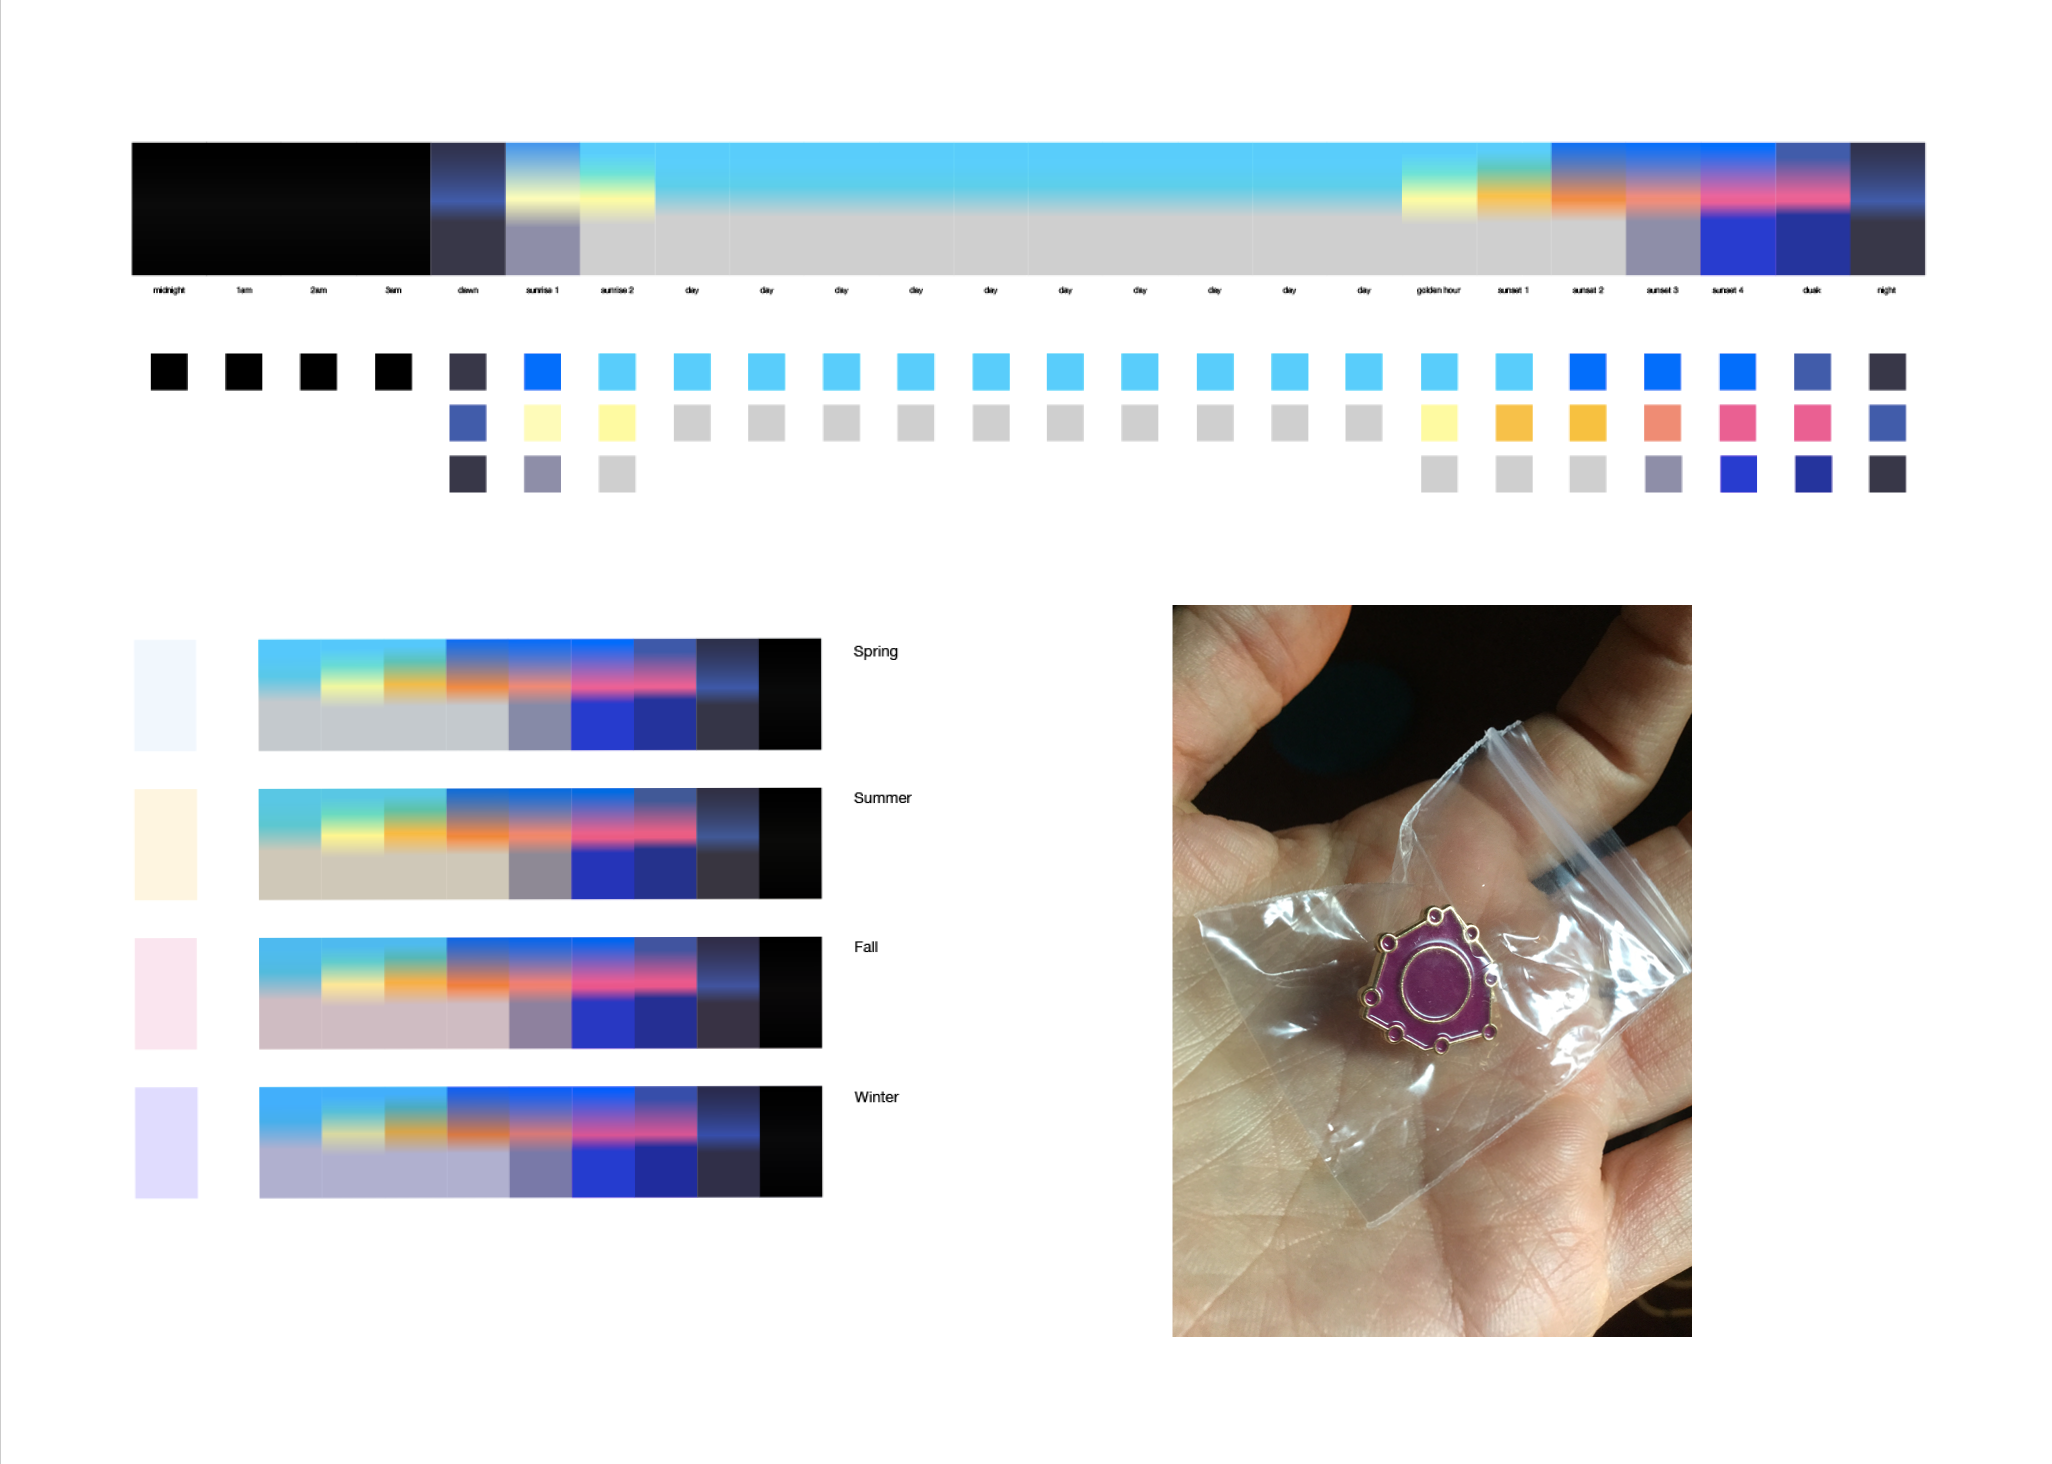 midnight 1am 2am 3am dawn sunrise 1 sunrise 2 day day day day day day day day day day golden hour sunset 1 sunset 2 sunset 3 sunset 4 dusk night
Spring
Summer
Fall
Winter